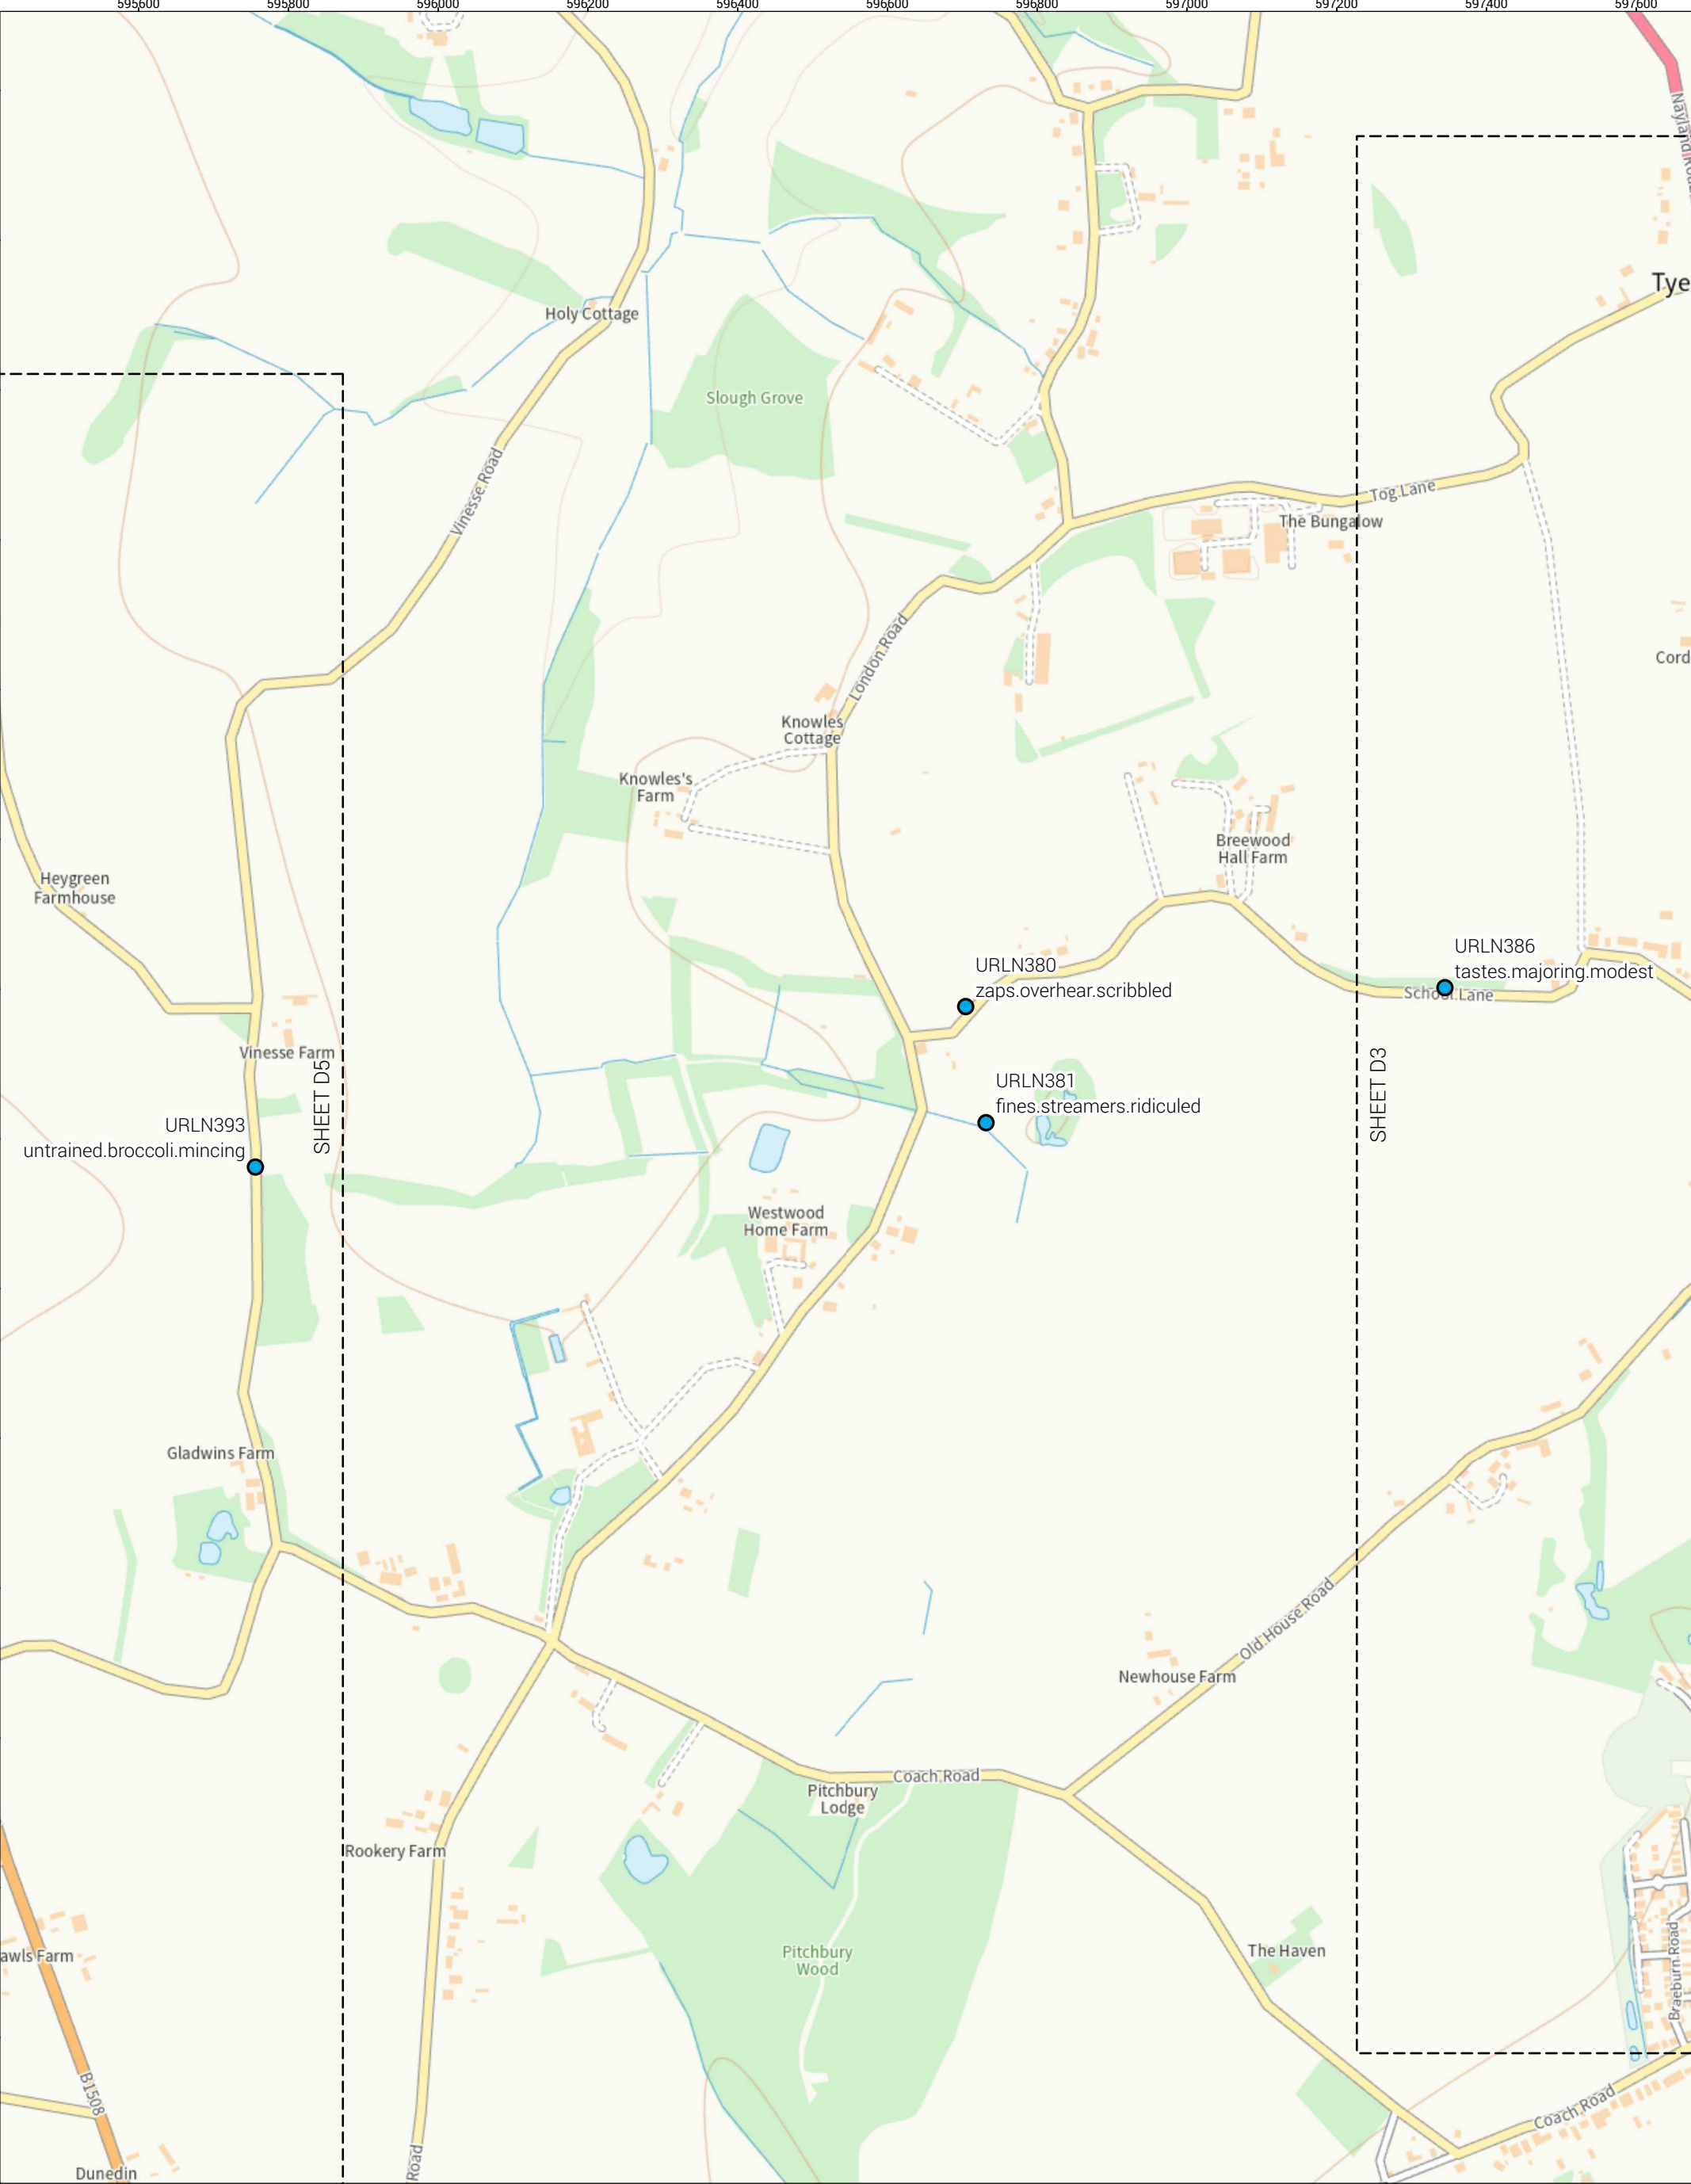 595600 595800 596000 596200 596400 596600 596800 597000 597200 597400 597600
Nayland Road
Tye
Holy Cottage
Slough Grove
Vinesse Road
Tog Lane
The Bungalow
Cord
London Road
Knowles
Cottage
Knowles's
Farm
Breewood
Hall Farm
Heygreen
Farmhouse
URLN386
tastes.majoring.modest
School Lane
URLN380
zaps.overhear.scribbled
Vinesse Farm
SHEET D5
SHEET D3
URLN381
fines.streamers.ridiculed
URLN393
untrained.broccoli.mincing
Westwood
Home Farm
Gladwins Farm
Old House Road
Newhouse Farm
Coach Road
Pitchbury
Lodge
Rookery Farm
Pitchbury
Wood
The Haven
awls Farm
Braeburn Road
B1508
Coach Road
Road
Dunedin